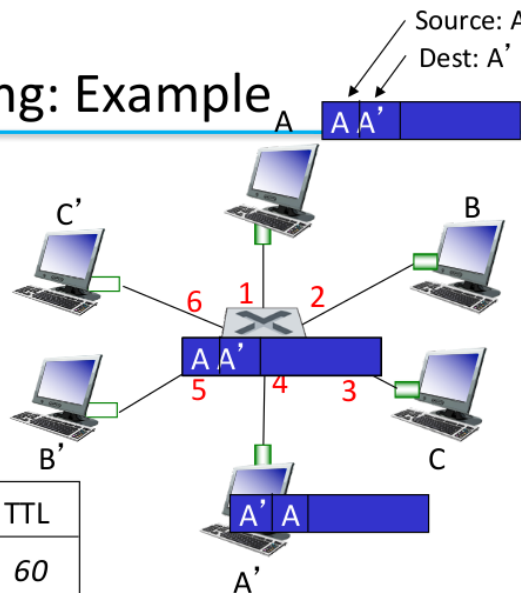 Source: A
Dest: A’
ng: Example
A
A A’
C’
B
6
1
2
A A’
5
4
3
B’
C
TTL
60
A’ A
A’